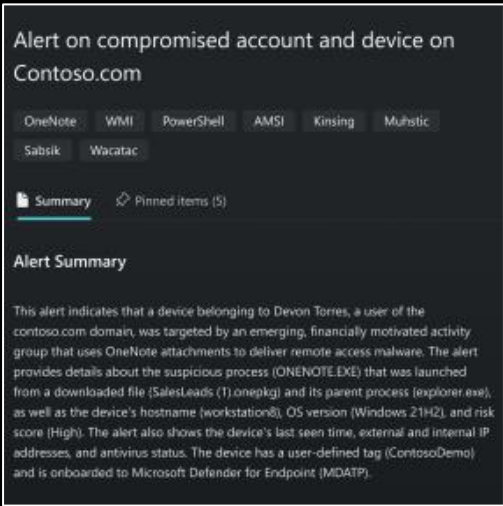 Alert on compromised account and device on
Contoso.com
OneNote WMI PowerShell AMSI Kinsing Muhstic
Sabsik Wacatac
Summary Pinned items (5)
Alert Summary
This alert indicates that a device belonging to Devon Torres, a user of the
contoso.com domain, was targeted by an emerging, financially motivated activity
group that uses OneNote attachments to deliver remote access malware. The alert
provides details about the suspicious process (ONENOTE.EXE) that was launched
from a downloaded file (SalesLeads (1).onepkg) and its parent process (explorer.exe),
as well as the device's hostname (workstation8), OS version (Windows 21H2), and risk
score (High). The alert also shows the device's last seen time, external and internal IP
addresses, and antivirus status. The device has a user-defined tag (ContosoDemo)
and is onboarded to Microsoft Defender for Endpoint (MDATP).